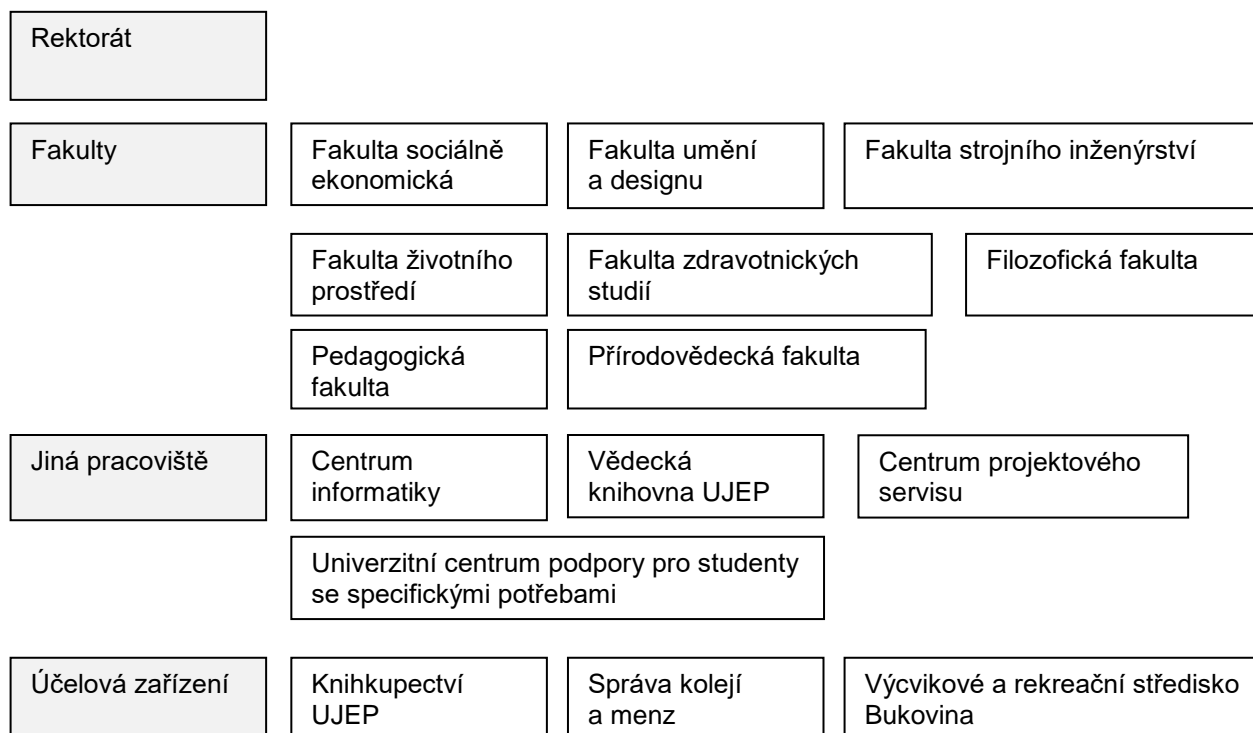 Rektorát
Fakulty
Fakulta sociálně
ekonomická
Fakulta umění
a designu
Fakulta strojního inženýrství
Fakulta životního
prostředí
Fakulta zdravotnických
studií
Filozofická fakulta
Pedagogická
fakulta
Přírodovědecká fakulta
Jiná pracoviště
Centrum
informatiky
Vědecká
knihovna UJEP
Centrum projektového
servisu
Univerzitní centrum podpory pro studenty
se specifickými potřebami
Účelová zařízení
Knihkupectví
UJEP
Správa kolejí
a menz
Výcvikové a rekreační středisko
Bukovina